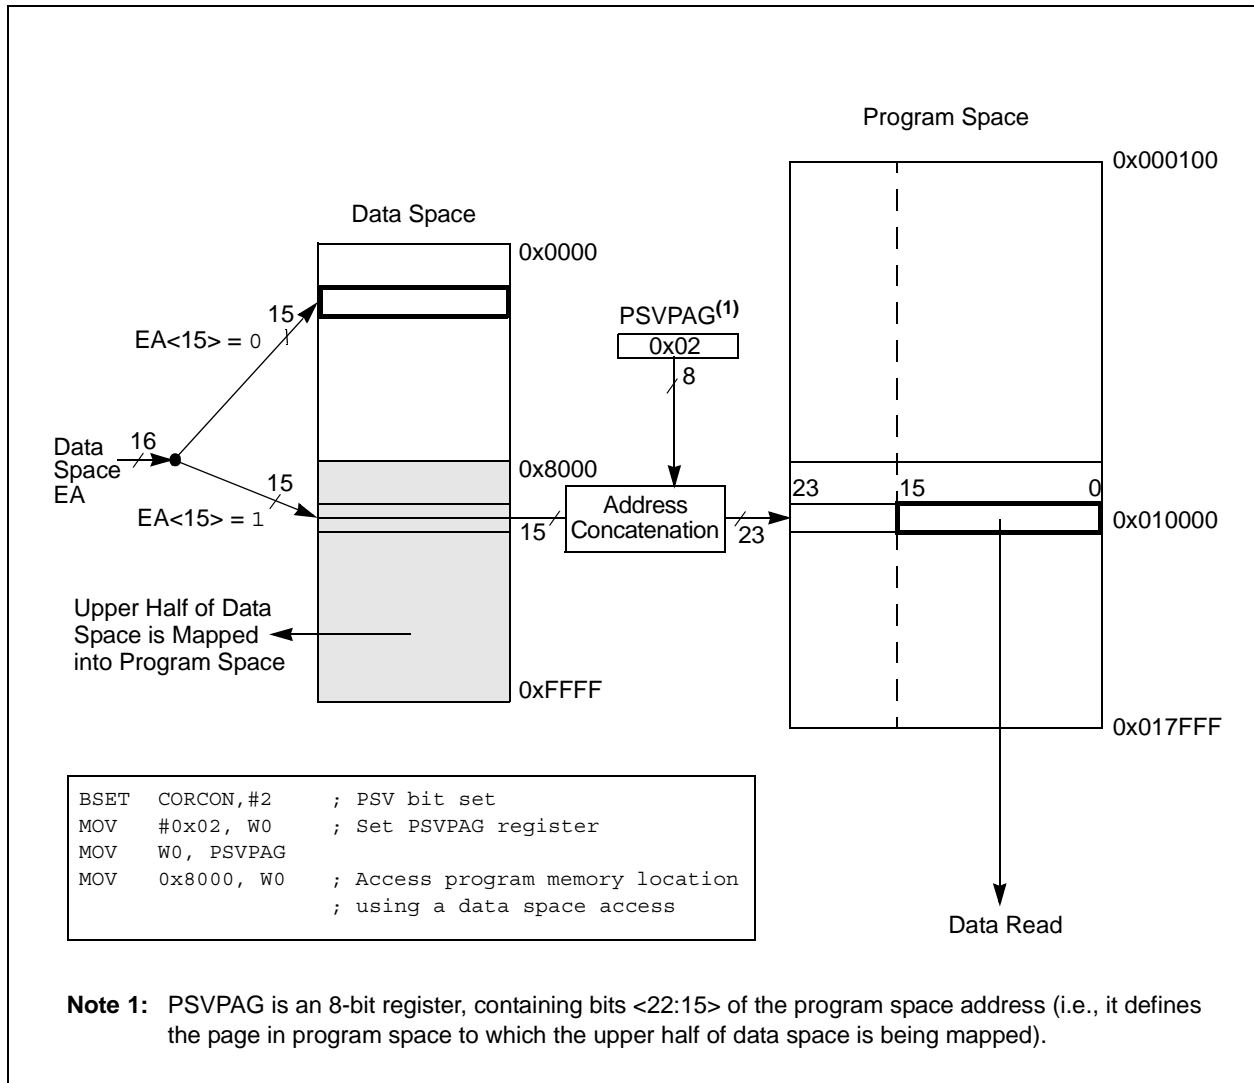 Program Space
0x000100
Data Space
0x0000
15
EA<15> = 0
PSVPAG(1)
0x02
8
Data
Space
EA
16
0x8000
15
EA<15> = 1
15
Address
Concatenation
23
23 15 0
0x010000
Upper Half of Data
Space is Mapped
into Program Space
0xFFFF
0x017FFF
BSET CORCON,#2 ; PSV bit set
MOV #0x02, W0 ; Set PSVPAG register
MOV W0, PSVPAG
MOV 0x8000, W0 ; Access program memory location
; using a data space access
Data Read
Note 1: PSVPAG is an 8-bit register, containing bits <22:15> of the program space address (i.e., it defines
the page in program space to which the upper half of data space is being mapped).